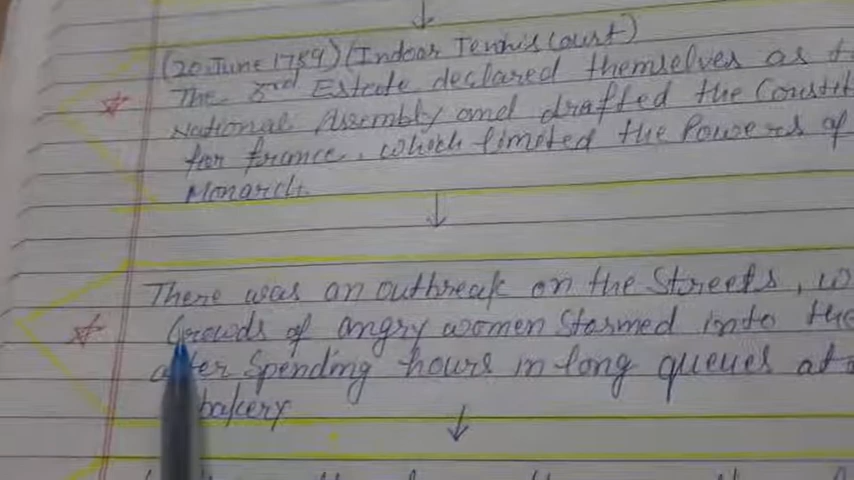 (20 June 1789) (Indoor Tennis Court)
The 3rd Estate declared themselves as
National Assembly and drafted the Constit
for france, which limited the Powers of
Monarch.
There was an outbreak on the Streets,
Crowds of angry women Stormed into the
after Spending hours in long queues at
bakery